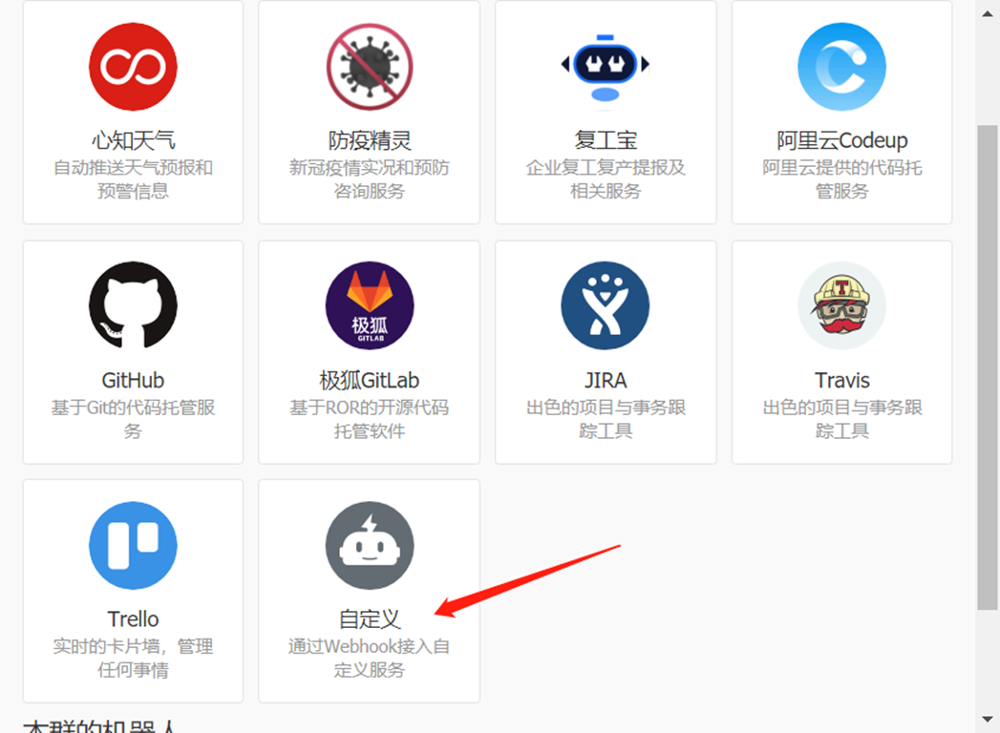 心知天气
自动推送天气预报和
预警信息
防疫精灵
新冠疫情实况和预防
咨询服务
复工宝
企业复工复产提报及
相关服务
阿里云Codeup
阿里云提供的代码托
管服务
GitHub
基于Git的代码托管服
务
极狐
GITLAB
极狐GitLab
基于ROR的开源代码
托管软件
JIRA
出色的项目与事务跟
踪工具
T
Travis
出色的项目与事务跟
踪工具
Trello
实时的卡片墙，管理
任何事情
自定义
通过Webhook接入自
定义服务
本群的机器人